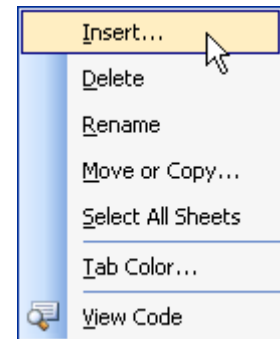 Insert...
Delete
Rename
Move or Copy...
Select All Sheets
Tab Color...
View Code